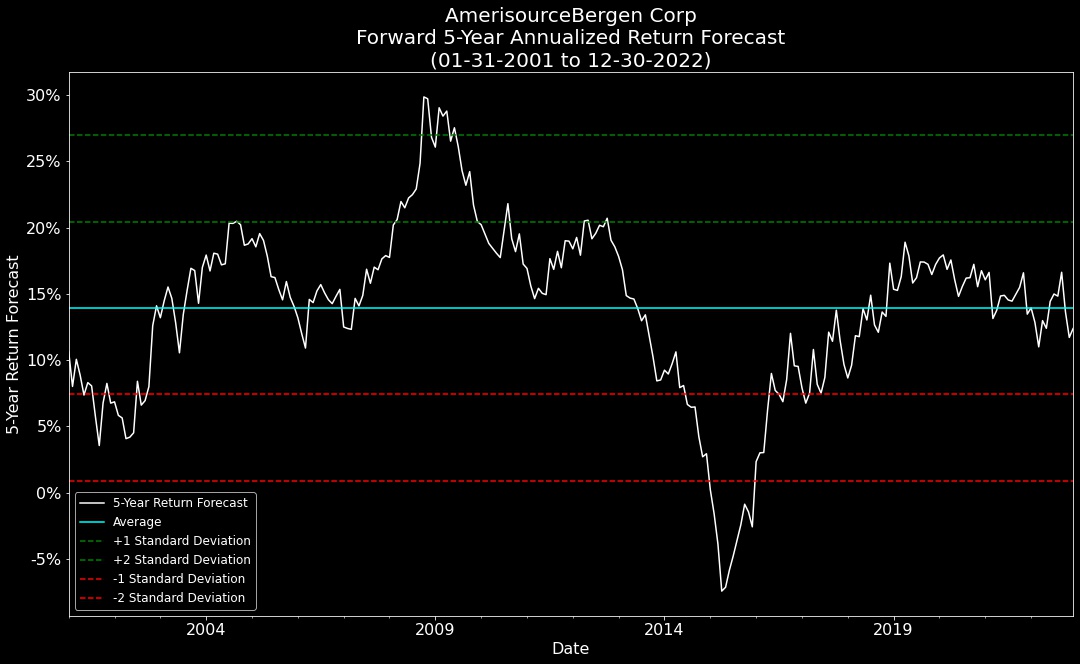 AmerisourceBergen Corp
Forward 5-Year Annualized Return Forecast
(01-31-2001 to 12-30-2022)
5-Year Return Forecast
30%
25%
20%
15%
10%
5%
0%
-5%
5-Year Return Forecast
Average
+1 Standard Deviation
+2 Standard Deviation
-1 Standard Deviation
-2 Standard Deviation
2004
2009
2014
2019
Date